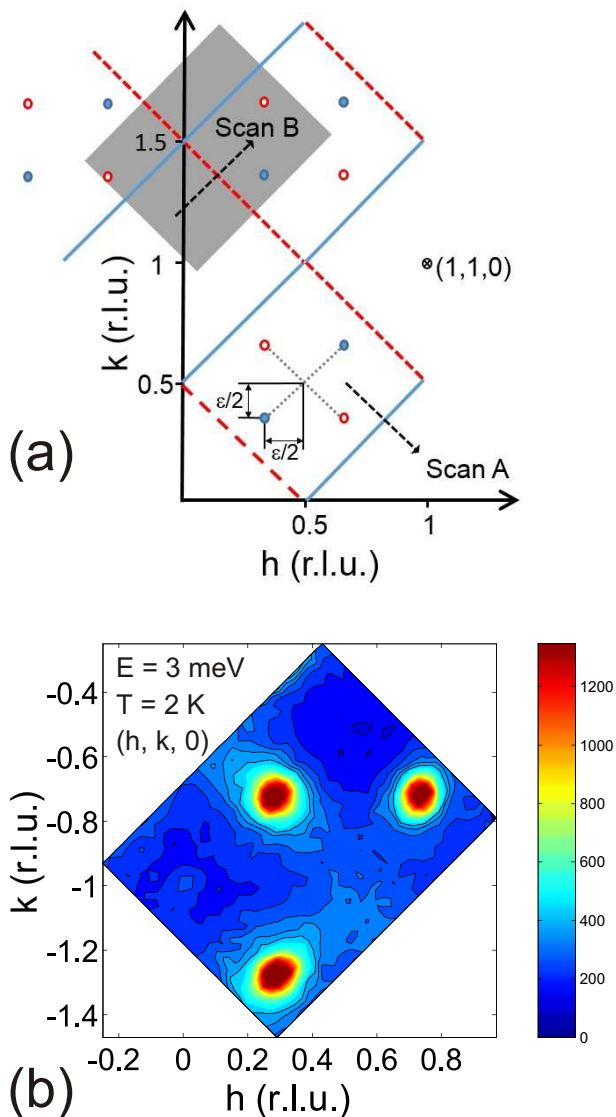 1.5
Scan B
1
(1,1,0)
k (r.l.u.)
0.5
ε/2
ε/2
Scan A
(a)
0.5
1
h (r.l.u.)
E = 3 meV
T = 2 K
(h, k, 0)
-0.4
-0.6
-0.8
-1
-1.2
-1.4
k (r.l.u.)
-0.2
0
0.2
0.4
0.6
0.8
h (r.l.u.)
1200
1000
800
600
400
200
0
(b)